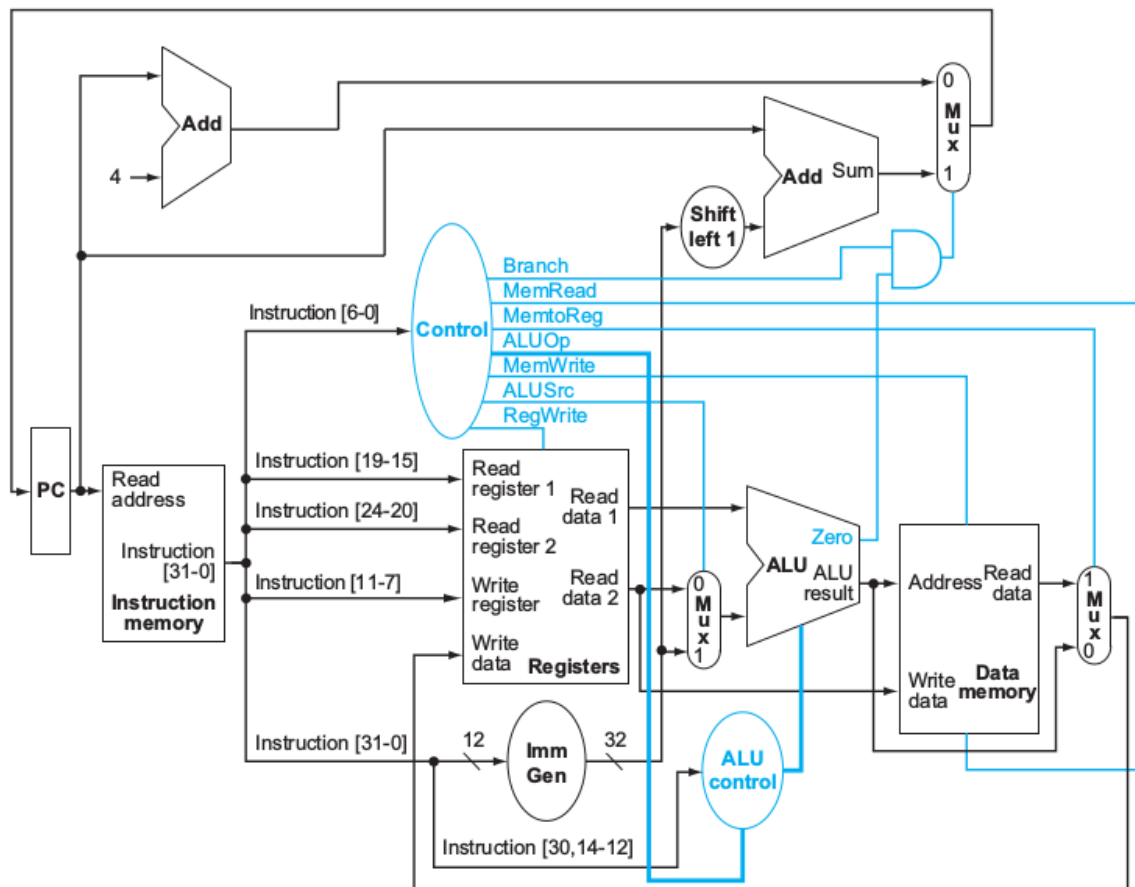 Add
4
0
Mux
1
Add
Sum
Shift
left 1
Branch
MemRead
MemtoReg
ALUOp
MemWrite
ALUSrc
RegWrite
Control
Instruction [6-0]
PC
Read
address
Instruction
[31-0]
Instruction
memory
Instruction [19-15]
Instruction [24-20]
Instruction [11-7]
Instruction [31-0]
Read
register 1
Read
register 2
Write
register
Write
data
Read
data 1
Read
data 2
Registers
0
Mux
1
Zero
ALU
ALU
result
Address
Read
data
Write
data
Data
memory
1
Mux
0
12
Imm
Gen
32
ALU
control
Instruction [30,14-12]